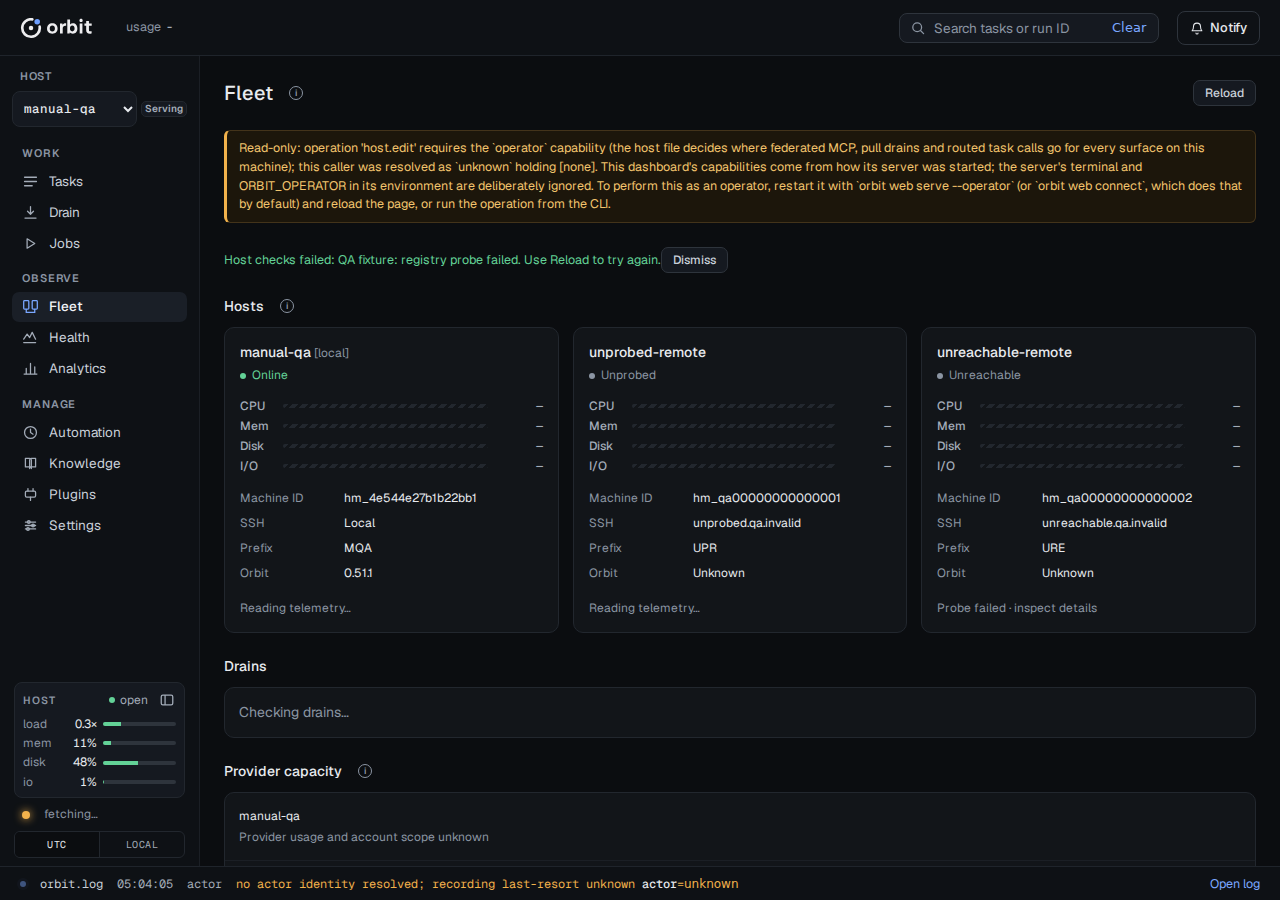 orbit
usage –
Search tasks or run ID
Clear
Notify
HOST
manual-qa
Serving
WORK
Tasks
Drain
Jobs
OBSERVE
Fleet
Health
Analytics
MANAGE
Automation
Knowledge
Plugins
Settings
HOST
open
load 0.3×
mem 11%
disk 48%
io 1%
fetching…
UTC
LOCAL
Fleet
Reload
Read-only: operation 'host.edit' requires the `operator` capability (the host file decides where federated MCP, pull drains and routed task calls go for every surface on this
machine); this caller was resolved as `unknown` holding [none]. This dashboard's capabilities come from how its server was started; the server's terminal and
ORBIT_OPERATOR in its environment are deliberately ignored. To perform this as an operator, restart it with `orbit web serve --operator` (or `orbit web connect`, which does that
by default) and reload the page, or run the operation from the CLI.
Host checks failed: QA fixture: registry probe failed. Use Reload to try again.
Dismiss
Hosts
manual-qa [local]
Online
CPU –
Mem –
Disk –
I/O –
Machine ID hm_4e544e27b1b22bb1
SSH Local
Prefix MQA
Orbit 0.51.1
Reading telemetry…
unprobed-remote
Unprobed
CPU –
Mem –
Disk –
I/O –
Machine ID hm_qa00000000000001
SSH unprobed.qa.invalid
Prefix UPR
Orbit Unknown
Reading telemetry…
unreachable-remote
Unreachable
CPU –
Mem –
Disk –
I/O –
Machine ID hm_qa00000000000002
SSH unreachable.qa.invalid
Prefix URE
Orbit Unknown
Probe failed · inspect details
Drains
Checking drains…
Provider capacity
manual-qa
Provider usage and account scope unknown
orbit.log 05:04:05 actor no actor identity resolved; recording last-resort unknown actor=unknown
Open log